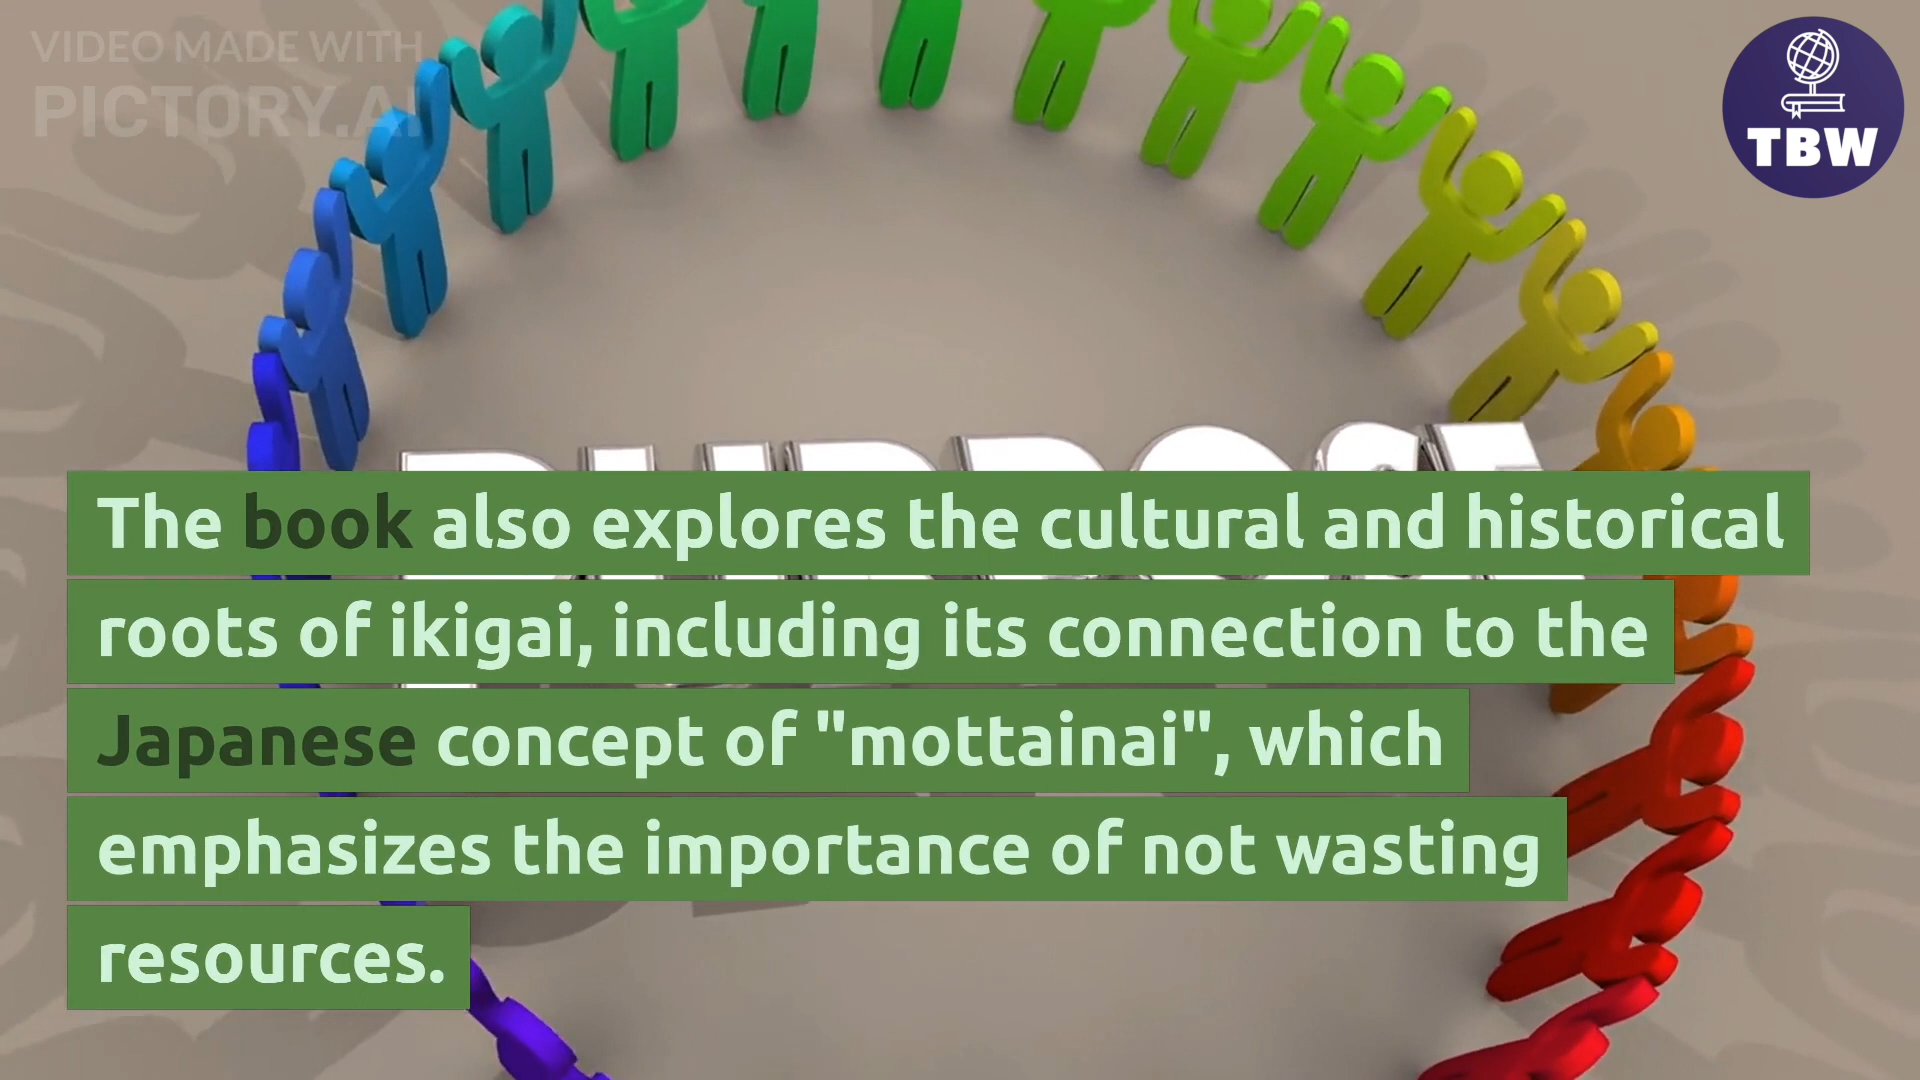 VIDEO MADE WITH
PICTORY.AI
TBW
PURPOSE
The book also explores the cultural and historical
roots of ikigai, including its connection to the
Japanese concept of "mottainai", which
emphasizes the importance of not wasting
resources.